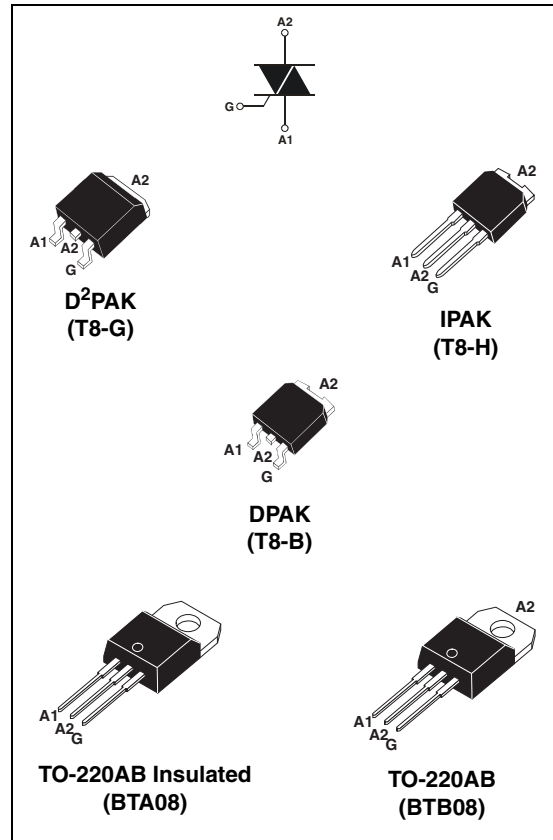 A2
G
A1
A2
A1
A2
G
D²PAK
(T8-G)
A2
A1
A2
G
IPAK
(T8-H)
A2
A1
A2
G
DPAK
(T8-B)
A1
A2
G
TO-220AB Insulated
(BTA08)
A2
A1
A2
G
TO-220AB
(BTB08)